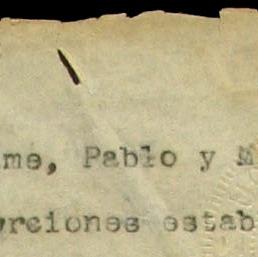 me, Pablo y M
rciones estab